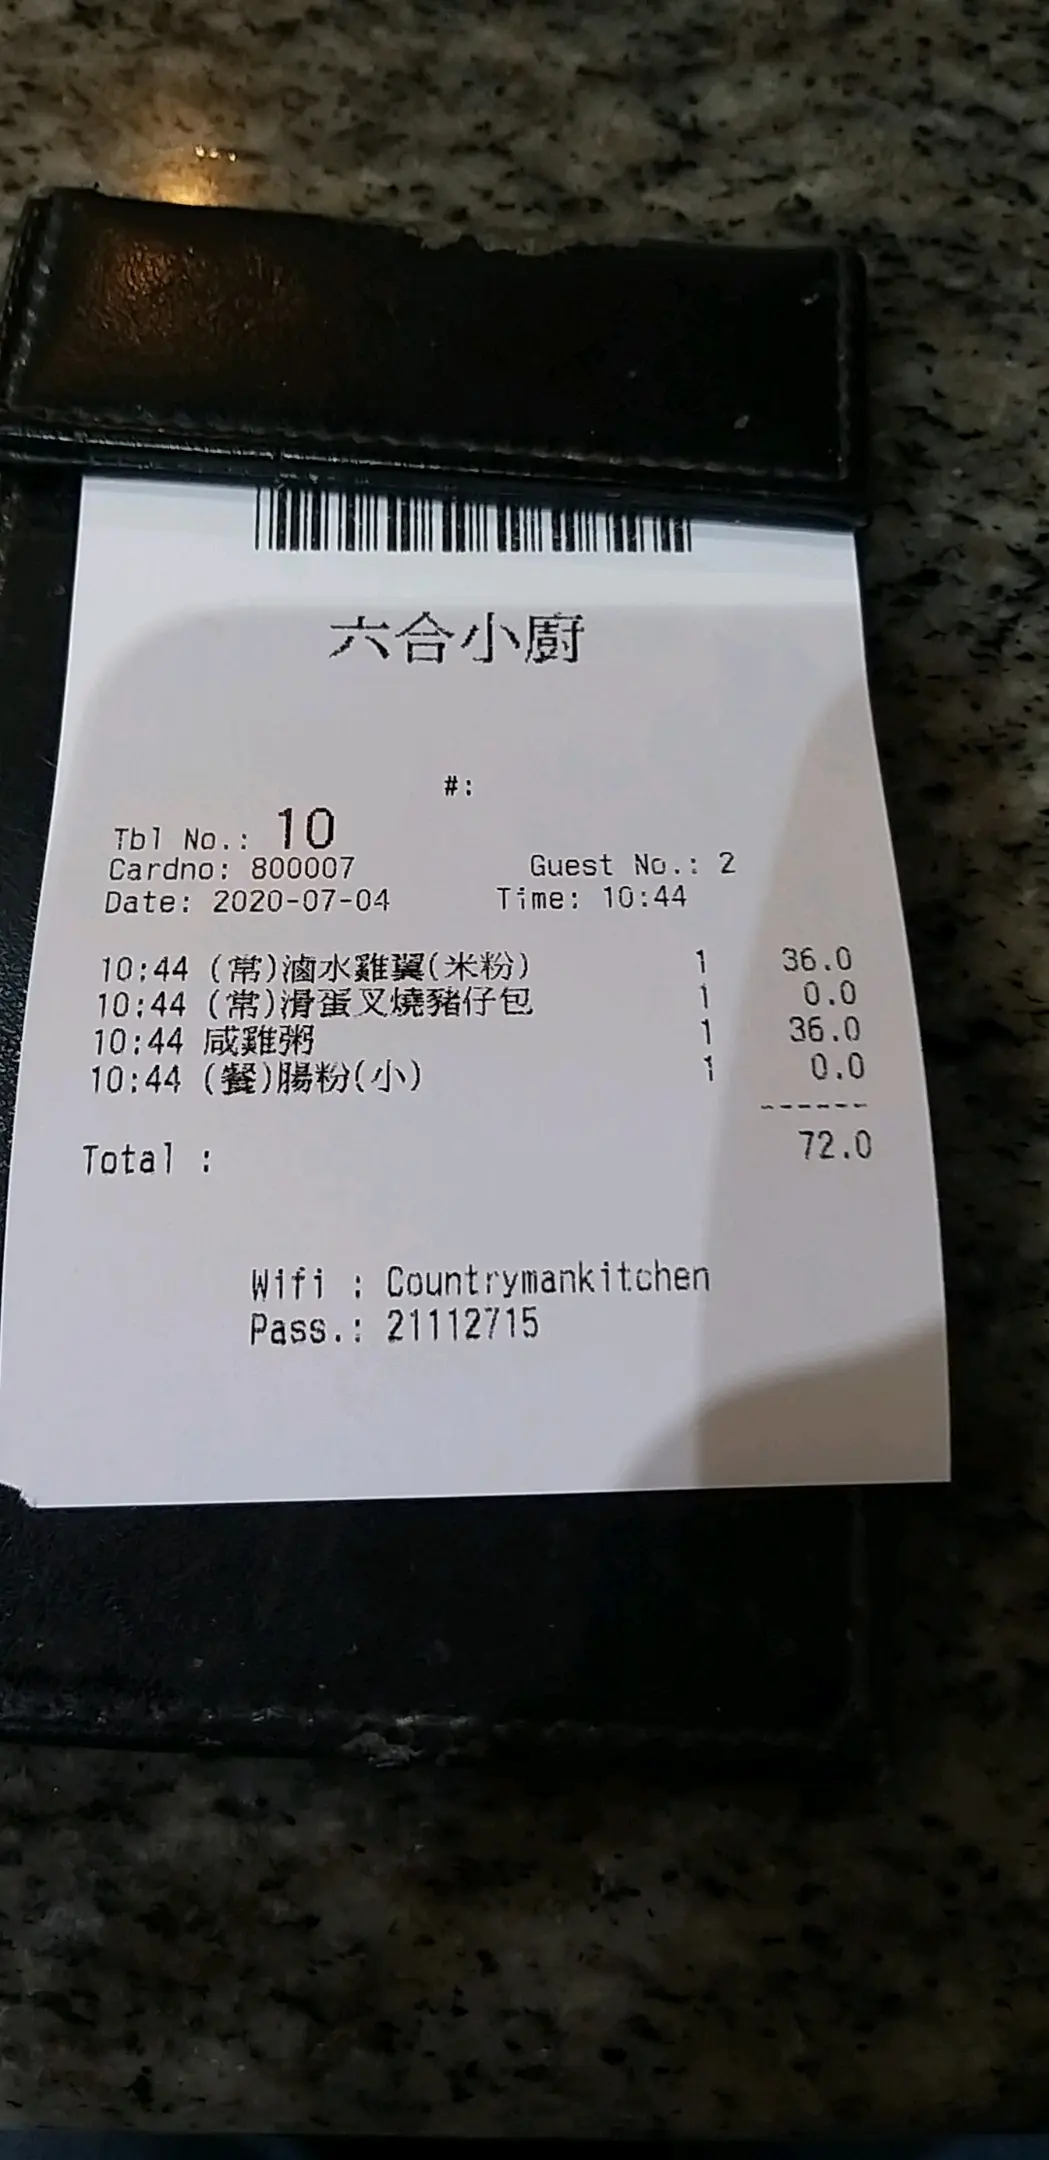 六合小廚
#:
Tbl No.: 10
Cardno: 800007 Guest No.: 2
Date: 2020-07-04 Time: 10:44
10:44 (常)滷水雞翼(米粉) 1 36.0
10:44 (常)滑蛋叉燒豬仔包 1 0.0
10:44 咸雞粥 1 36.0
10:44 (餐)腸粉(小) 1 0.0
------
Total : 72.0
Wifi : Countrymankitchen
Pass.: 21112715